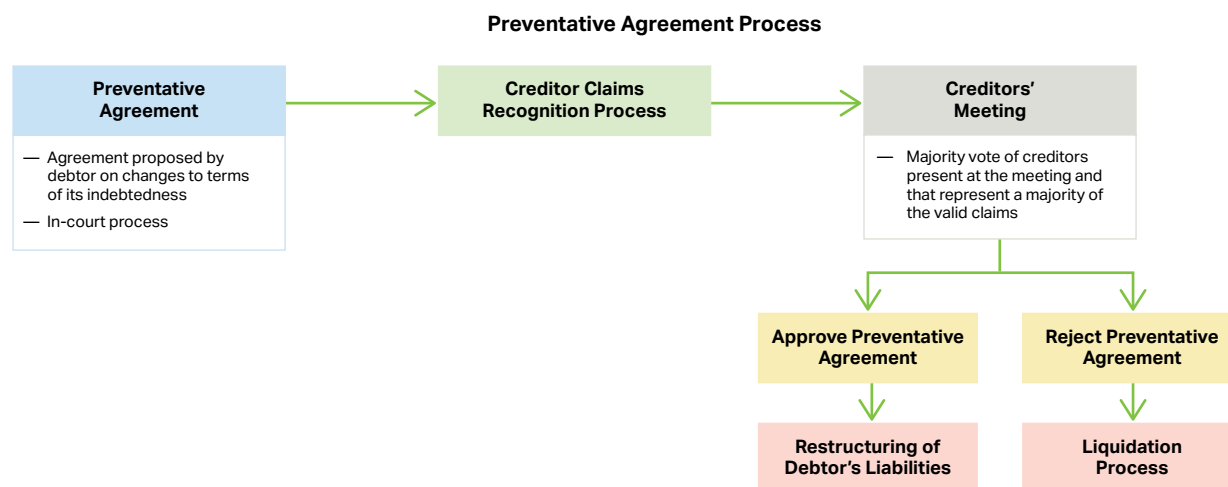 Preventative Agreement Process
Preventative
Agreement
— Agreement proposed by
debtor on changes to terms
of its indebtedness
— In-court process
Creditor Claims
Recognition Process
Creditors’
Meeting
— Majority vote of creditors
present at the meeting and
that represent a majority of
the valid claims
Approve Preventative
Agreement
Reject Preventative
Agreement
Restructuring of
Debtor’s Liabilities
Liquidation
Process